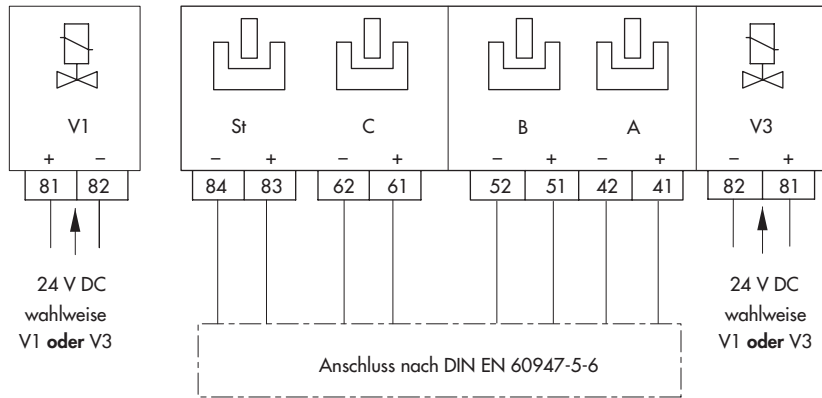 V1 St C B A V3
+ – – + – + – + – + – +
81 82 84 83 62 61 52 51 42 41 82 81
24 V DC
wahlweise
V1 oder V3
24 V DC
wahlweise
V1 oder V3
Anschluss nach DIN EN 60947-5-6